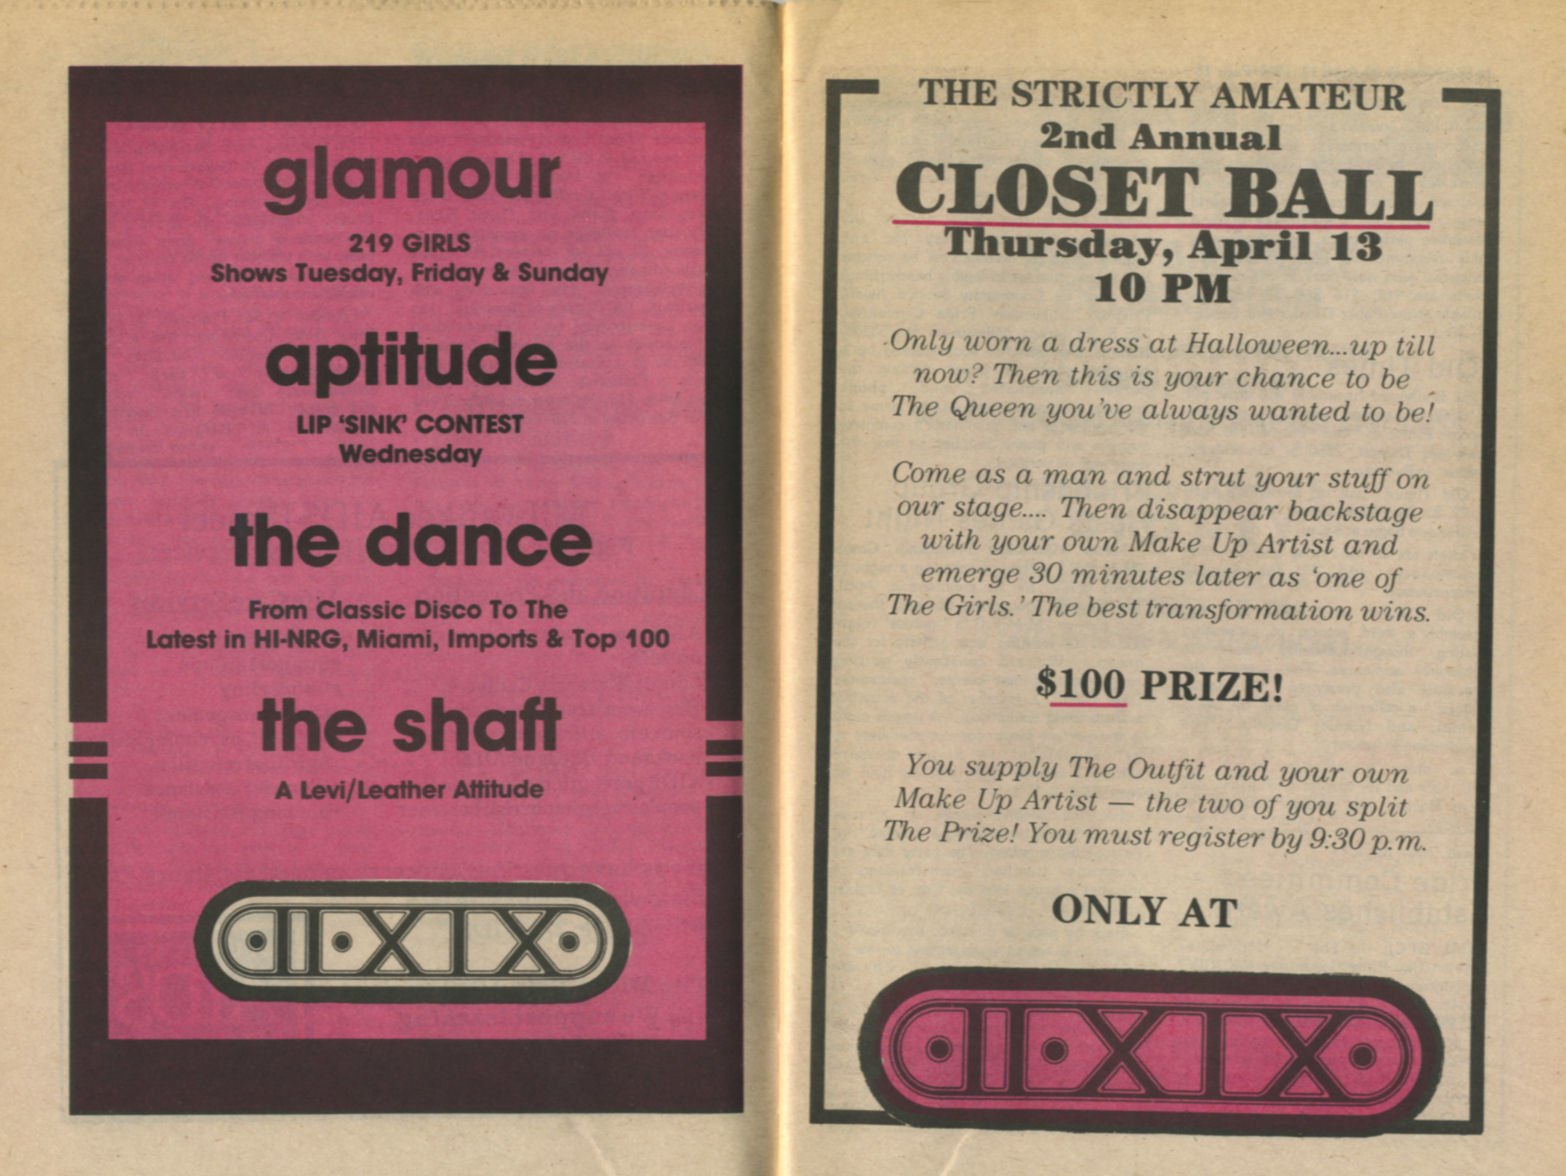 glamour
219 GIRLS
Shows Tuesday, Friday & Sunday
aptitude
LIP ‘SINK’ CONTEST
Wednesday
the dance
From Classic Disco To The
Latest in HI-NRG, Miami, Imports & Top 100
the shaft
A Levi/Leather Attitude
THE STRICTLY AMATEUR
2nd Annual
CLOSET BALL
Thursday, April 13
10 PM
Only worn a dress at Halloween...up till
now? Then this is your chance to be
The Queen you've always wanted to be!
Come as a man and strut your stuff on
our stage.... Then disappear backstage
with your own Make Up Artist and
emerge 30 minutes later as ‘one of
The Girls.’ The best transformation wins.
$100 PRIZE!
You supply The Outfit and your own
Make Up Artist — the two of you split
The Prize! You must register by 9:30 p.m.
ONLY AT